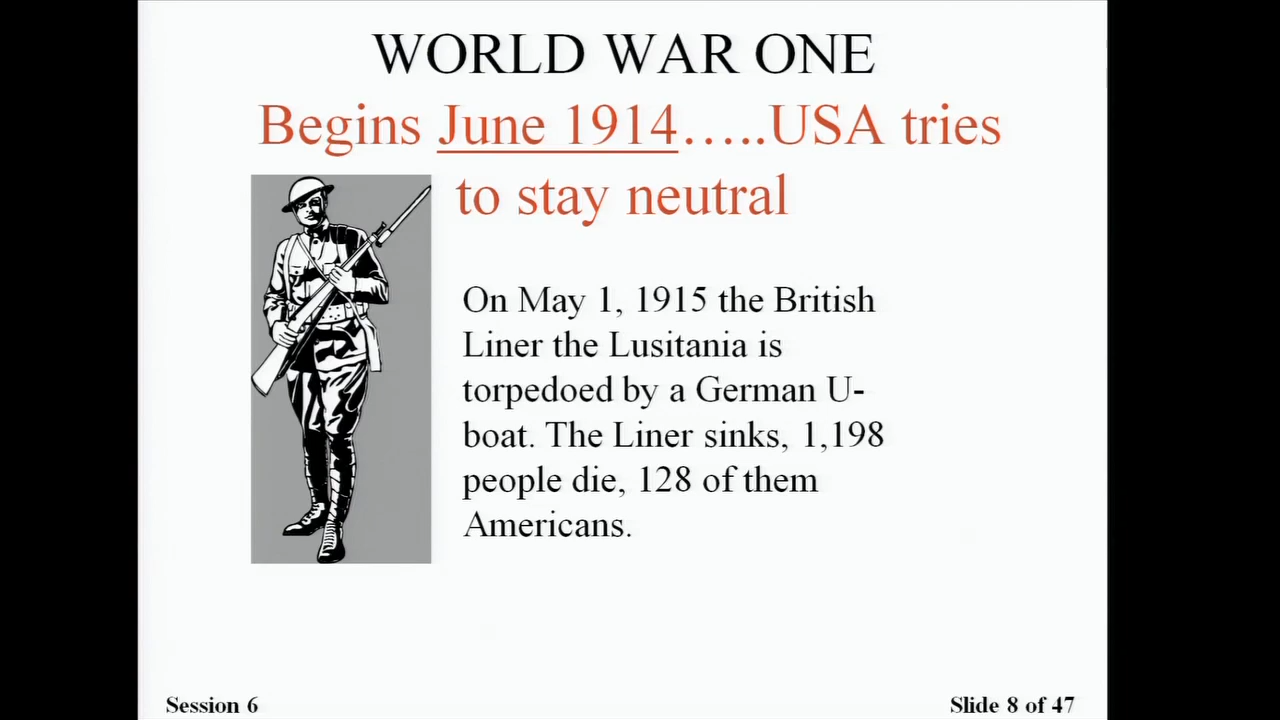 WORLD WAR ONE
Begins June 1914.....USA tries
to stay neutral
On May 1, 1915 the British
Liner the Lusitania is
torpedoed by a German U-
boat. The Liner sinks, 1,198
people die, 128 of them
Americans.
Session 6
Slide 8 of 47